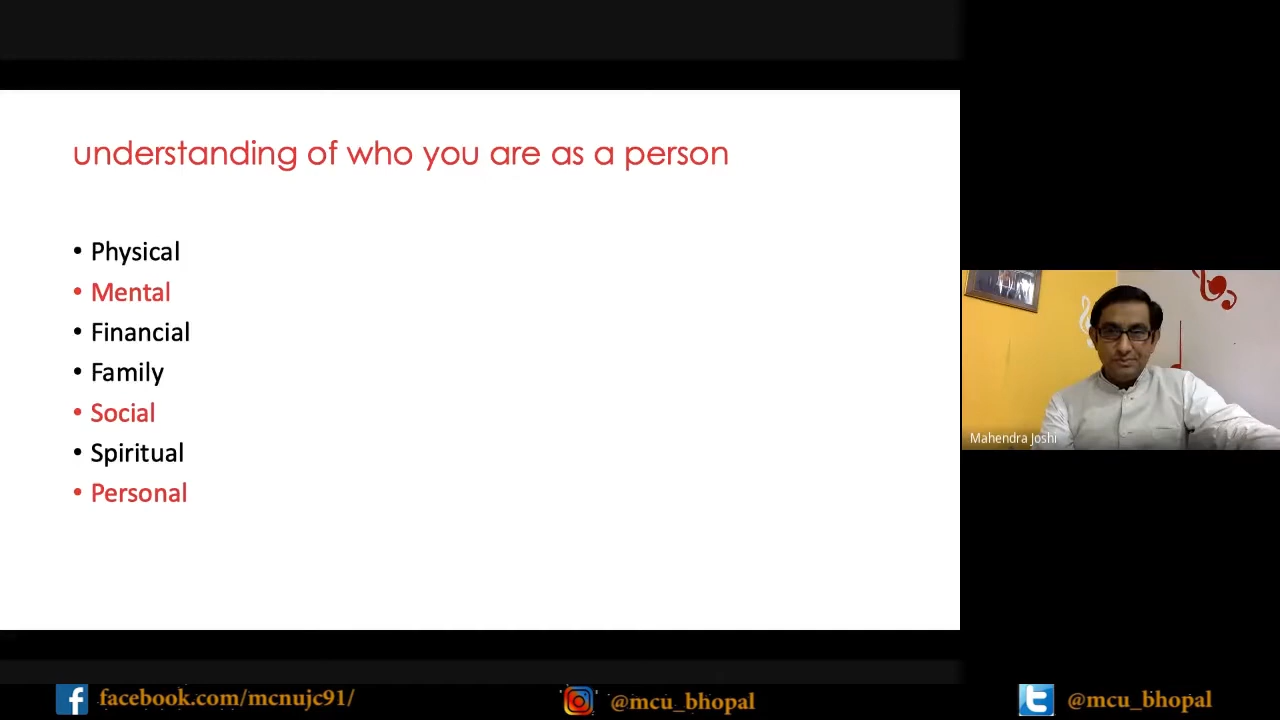 understanding of who you are as a person
• Physical
• Mental
• Financial
• Family
• Social
• Spiritual
• Personal
Mahendra Joshi
facebook.com/mcnujc91/
@mcu_bhopal
@mcu_bhopal